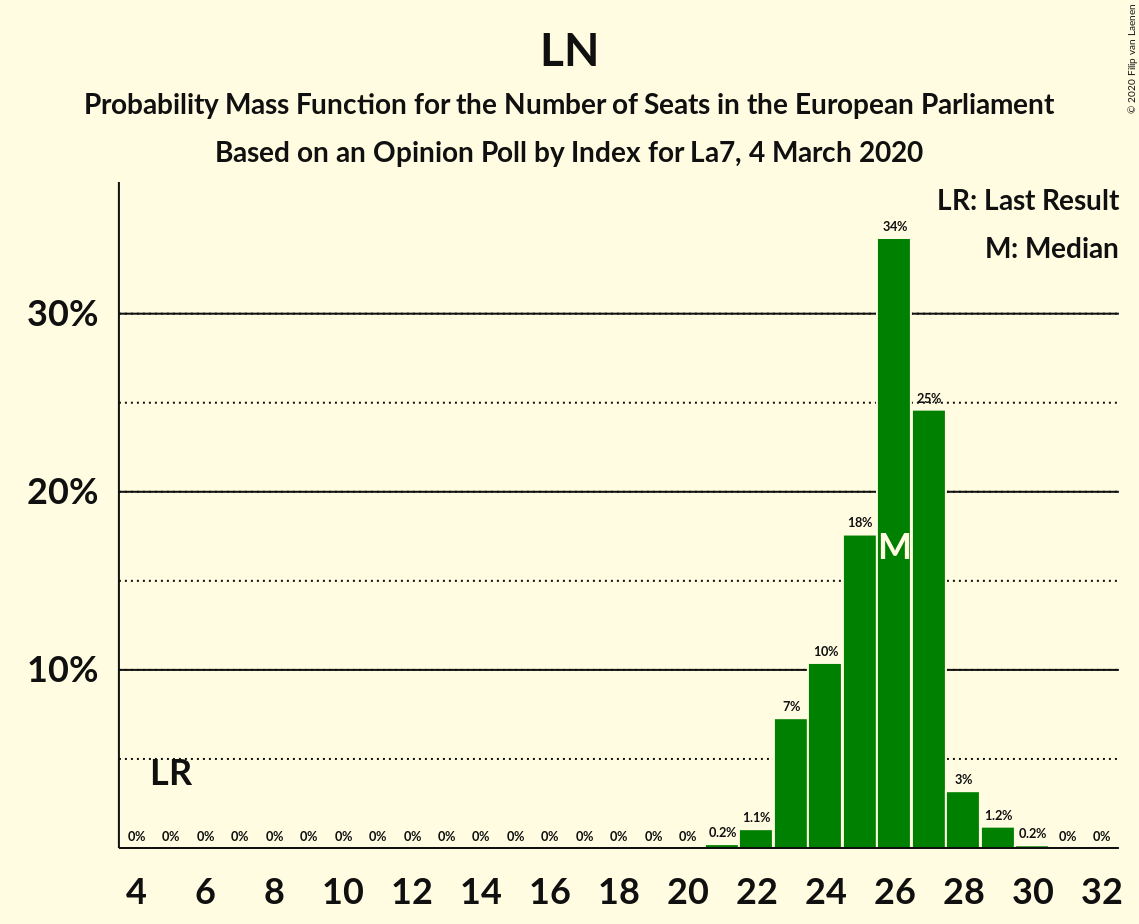 LN
Probability Mass Function for the Number of Seats in the European Parliament
Based on an Opinion Poll by Index for La7, 4 March 2020
© 2020 Filip van Laenen
LR: Last Result
M: Median
34%
30%
25%
20%
18%
M
10%
10%
7%
LR
3%
0% 0% 0% 0% 0% 0% 0% 0% 0% 0% 0% 0% 0% 0% 0% 0% 0% 0.2% 1.1% 1.2% 0.2% 0% 0%
4 6 8 10 12 14 16 18 20 22 24 26 28 30 32